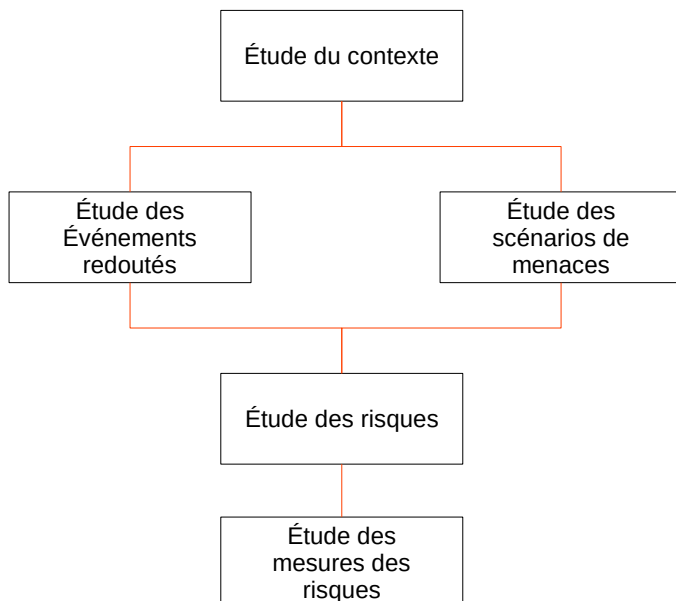 Étude du contexte
Étude des
Événements
redoutés
Étude des
scénarios de
menaces
Étude des risques
Étude des
mesures des
risques